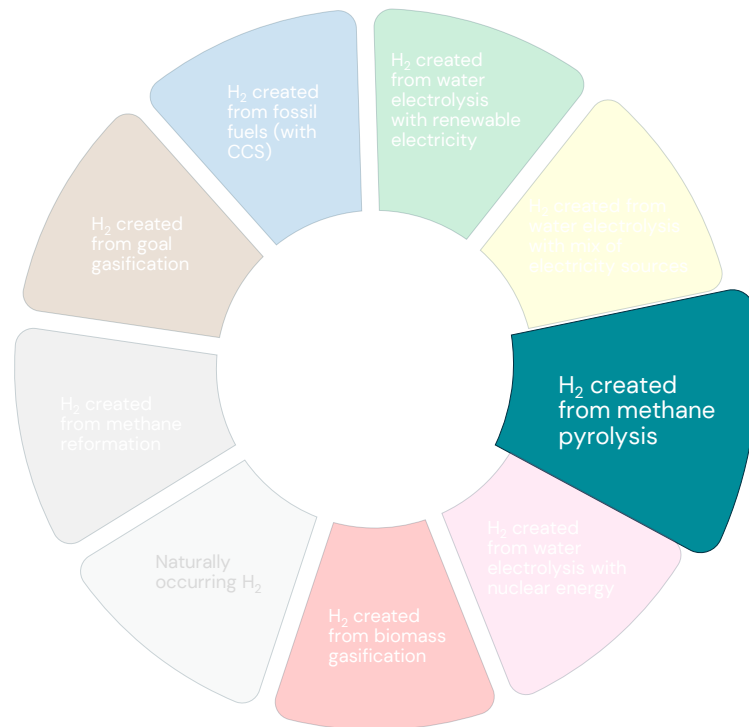 H₂ created
from water
electrolysis
with renewable
electricity
H₂ created from
water electrolysis
with mix of
electricity sources
H₂ created
from methane
pyrolysis
H₂ created
from water
electrolysis with
nuclear energy
H₂ created
from biomass
gasification
Naturally
occurring H₂
H₂ created
from methane
reformation
H₂ created
from goal
gasification
H₂ created
from fossil
fuels (with
CCS)